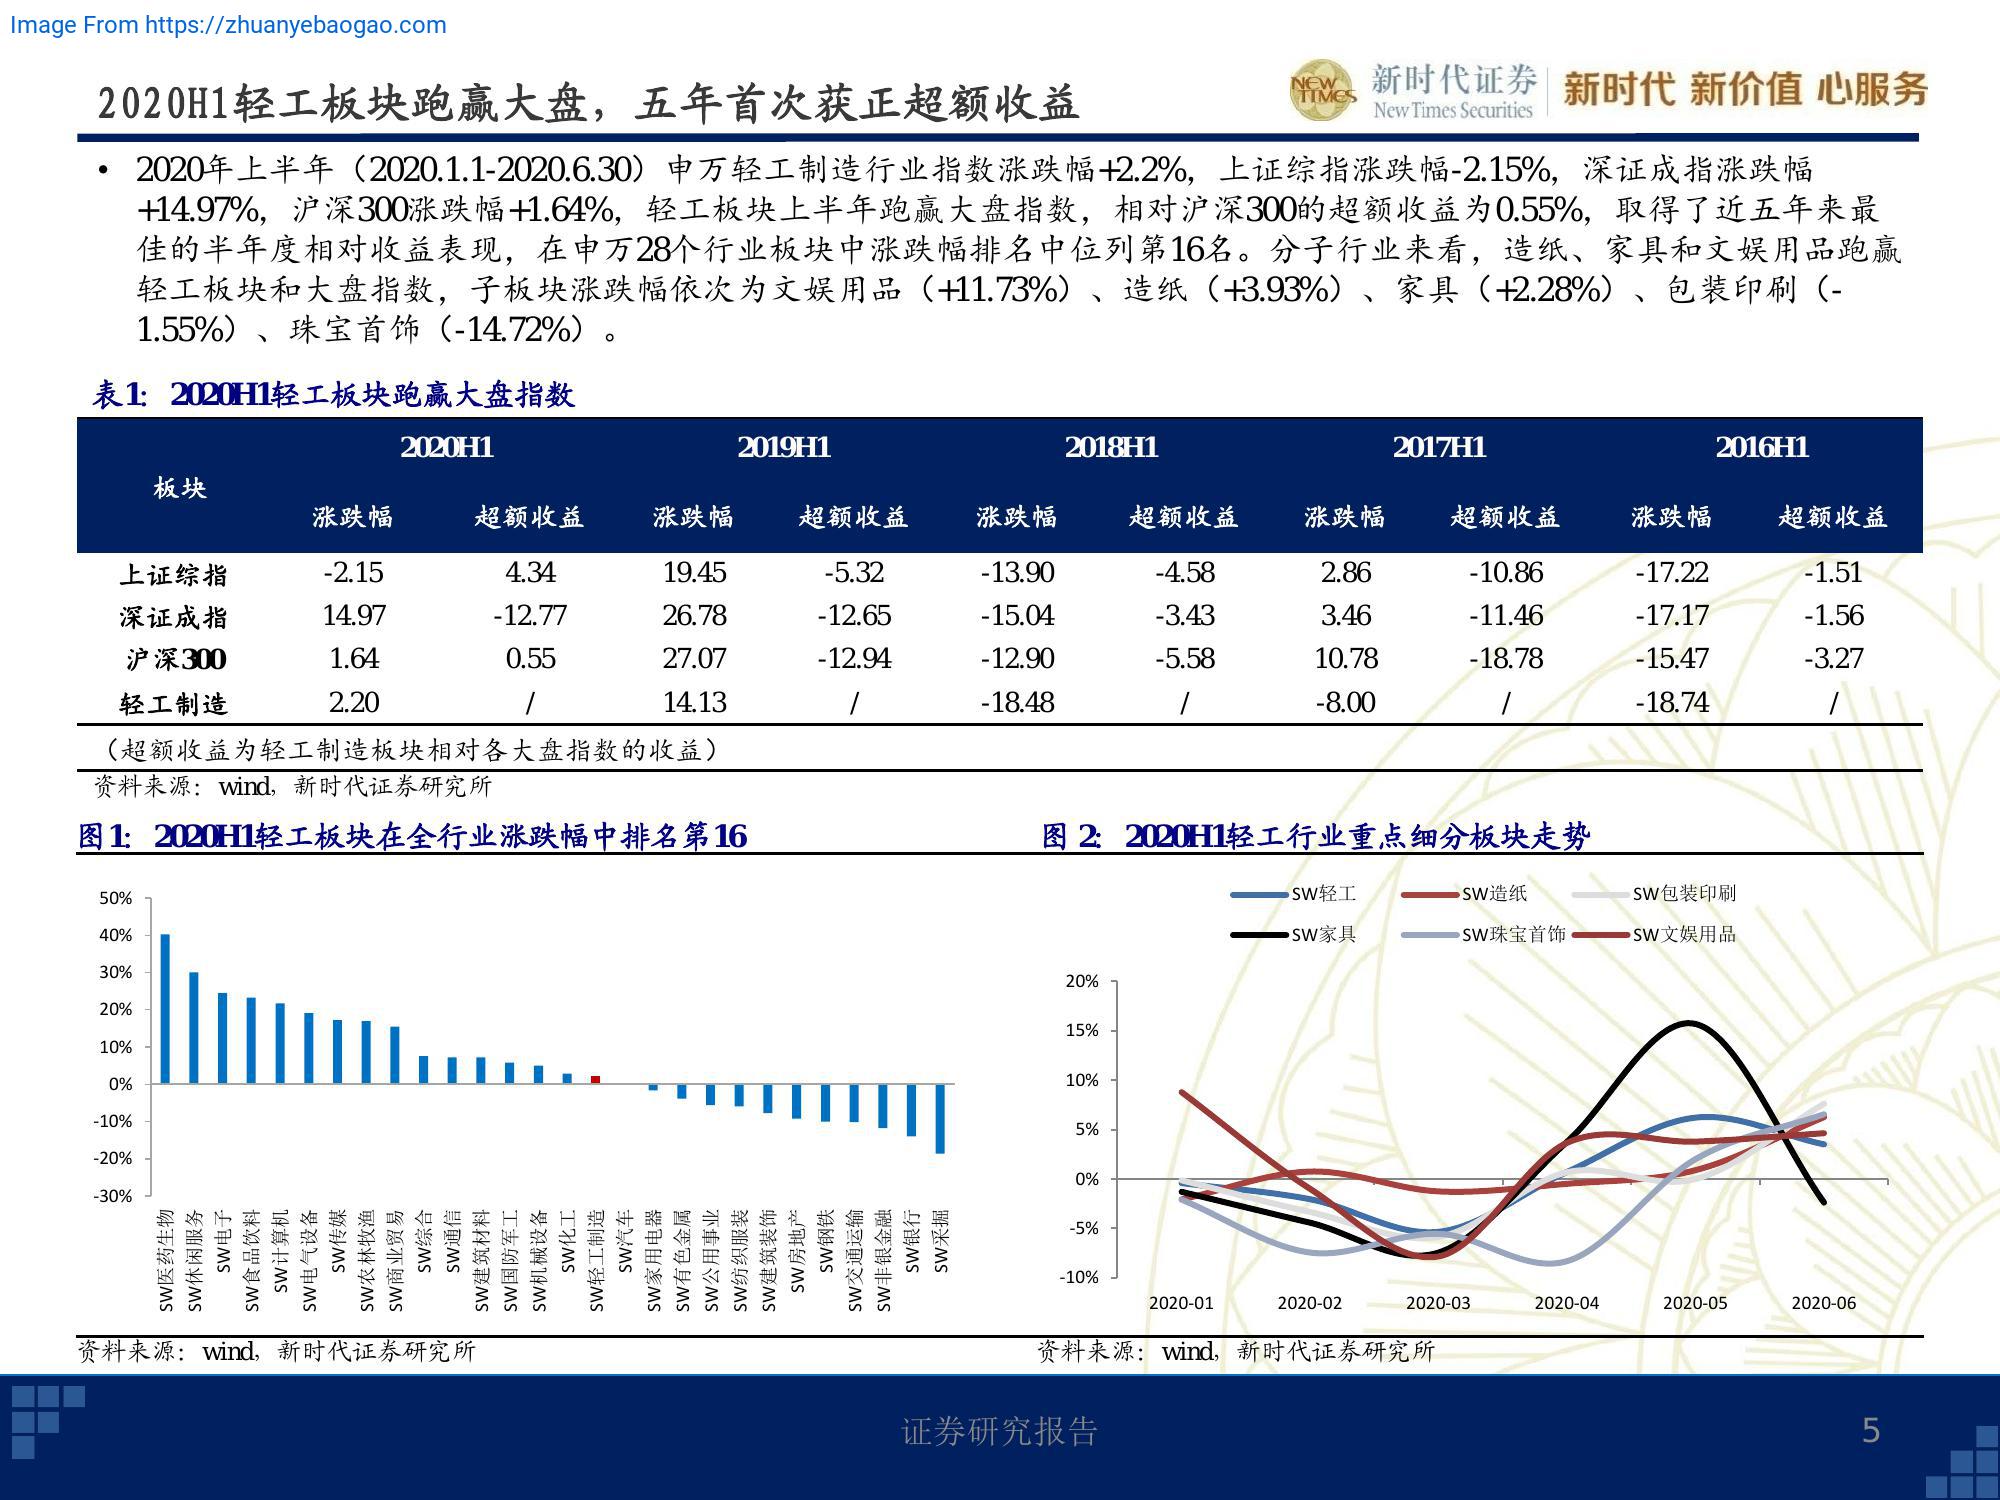 Image From https://zhuanyebaogao.com
2020H1轻工板块跑赢大盘，五年首次获正超额收益
NEW TIMES 新时代证券 New Times Securities 新时代 新价值 心服务
• 2020年上半年（2020.1.1-2020.6.30）申万轻工制造行业指数涨跌幅+2.2%，上证综指涨跌幅-2.15%，深证成指涨跌幅
+14.97%，沪深300涨跌幅+1.64%，轻工板块上半年跑赢大盘指数，相对沪深300的超额收益为0.55%，取得了近五年来最
佳的半年度相对收益表现，在申万28个行业板块中涨跌幅排名中位列第16名。分子行业来看，造纸、家具和文娱用品跑赢
轻工板块和大盘指数，子板块涨跌幅依次为文娱用品（+11.73%）、造纸（+3.93%）、家具（+2.28%）、包装印刷（-
1.55%）、珠宝首饰（-14.72%）。
表1： 2020H1轻工板块跑赢大盘指数
板块 2020H1 2019H1 2018H1 2017H1 2016H1
涨跌幅 超额收益 涨跌幅 超额收益 涨跌幅 超额收益 涨跌幅 超额收益 涨跌幅 超额收益
上证综指 -2.15 4.34 19.45 -5.32 -13.90 -4.58 2.86 -10.86 -17.22 -1.51
深证成指 14.97 -12.77 26.78 -12.65 -15.04 -3.43 3.46 -11.46 -17.17 -1.56
沪深300 1.64 0.55 27.07 -12.94 -12.90 -5.58 10.78 -18.78 -15.47 -3.27
轻工制造 2.20 / 14.13 / -18.48 / -8.00 / -18.74 /
（超额收益为轻工制造板块相对各大盘指数的收益）
资料来源：wind，新时代证券研究所
图1： 2020H1轻工板块在全行业涨跌幅中排名第16
50%
40%
30%
20%
10%
0%
-10%
-20%
-30%
SW医药生物
SW休闲服务
SW电子
SW食品饮料
SW计算机
SW电气设备
SW传媒
SW农林牧渔
SW商业贸易
SW综合
SW通信
SW建筑材料
SW国防军工
SW机械设备
SW化工
SW轻工制造
SW汽车
SW家用电器
SW有色金属
SW公用事业
SW纺织服装
SW建筑装饰
SW房地产
SW钢铁
SW交通运输
SW非银金融
SW银行
SW采掘
资料来源：wind，新时代证券研究所
图 2： 2020H1轻工行业重点细分板块走势
SW轻工 SW造纸 SW包装印刷
SW家具 SW珠宝首饰 SW文娱用品
20%
15%
10%
5%
0%
-5%
-10%
2020-01 2020-02 2020-03 2020-04 2020-05 2020-06
资料来源：wind，新时代证券研究所
证券研究报告
5